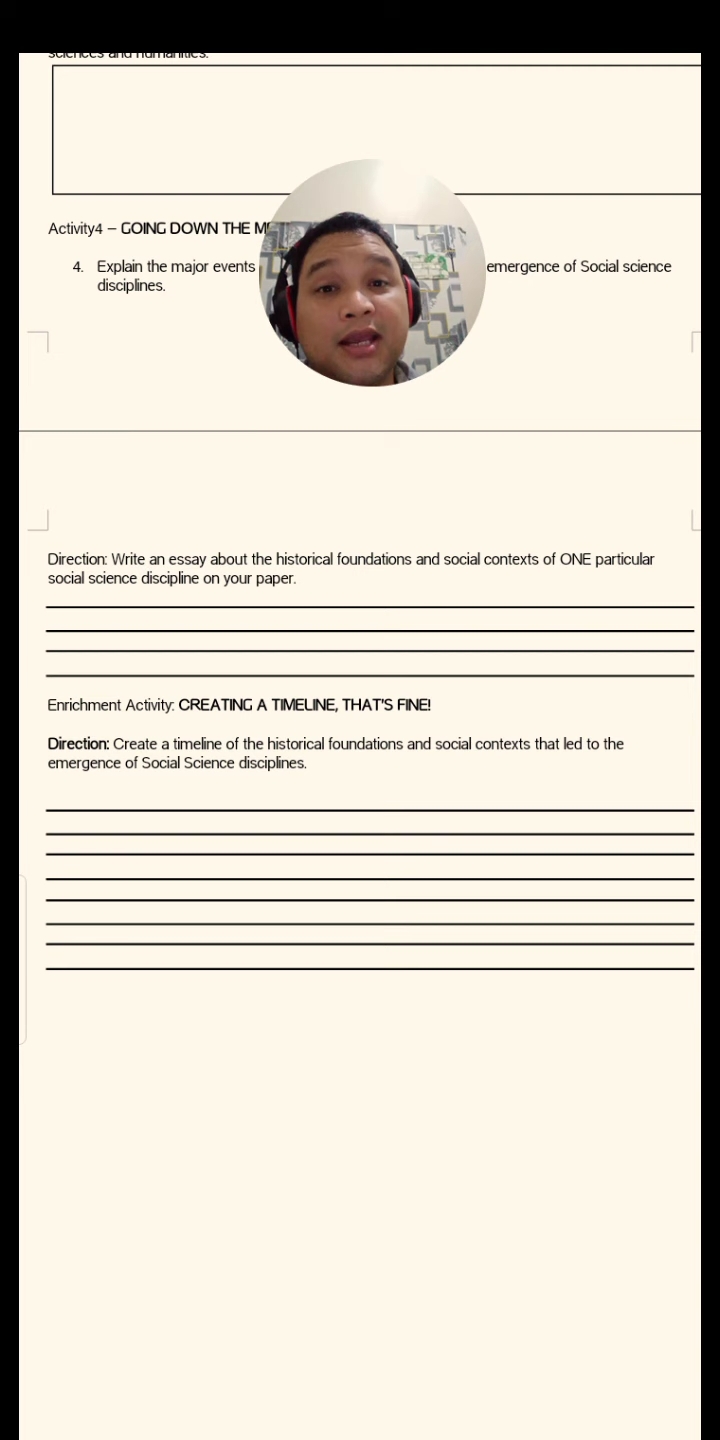 sciences and humanities.
Activity4 – GOING DOWN THE
4. Explain the major events emergence of Social science
disciplines.
Direction: Write an essay about the historical foundations and social contexts of ONE particular
social science discipline on your paper.
Enrichment Activity: CREATING A TIMELINE, THAT'S FINE!
Direction: Create a timeline of the historical foundations and social contexts that led to the
emergence of Social Science disciplines.